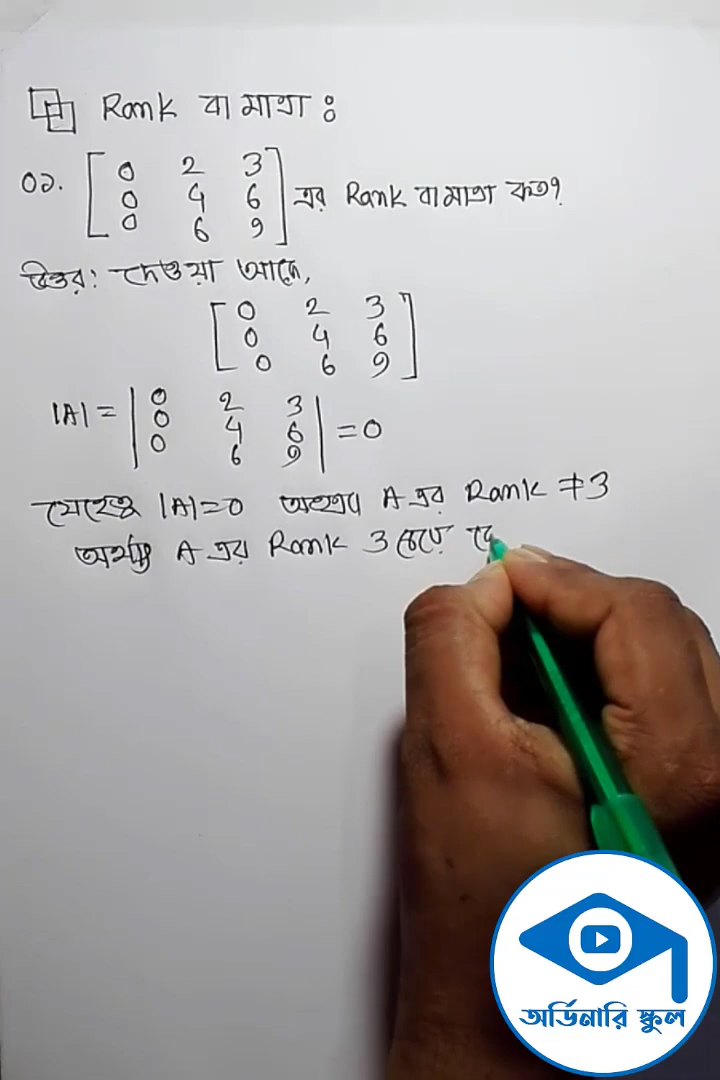 Rank বা মাত্রা :
০১. [ 0 2 3
0 4 6
0 6 9 ] এর Rank বা মাত্রা কত?
উত্তর: দেওয়া আছে,
[ 0 2 3
0 4 6
0 6 9 ]
|A| = | 0 2 3
0 4 6
0 6 9 | = 0
যেহেতু |A| = 0 অতএব A এর Rank ≠ 3
অর্থাৎ A এর Rank 3 চেয়ে
অর্ডিনারি স্কুল